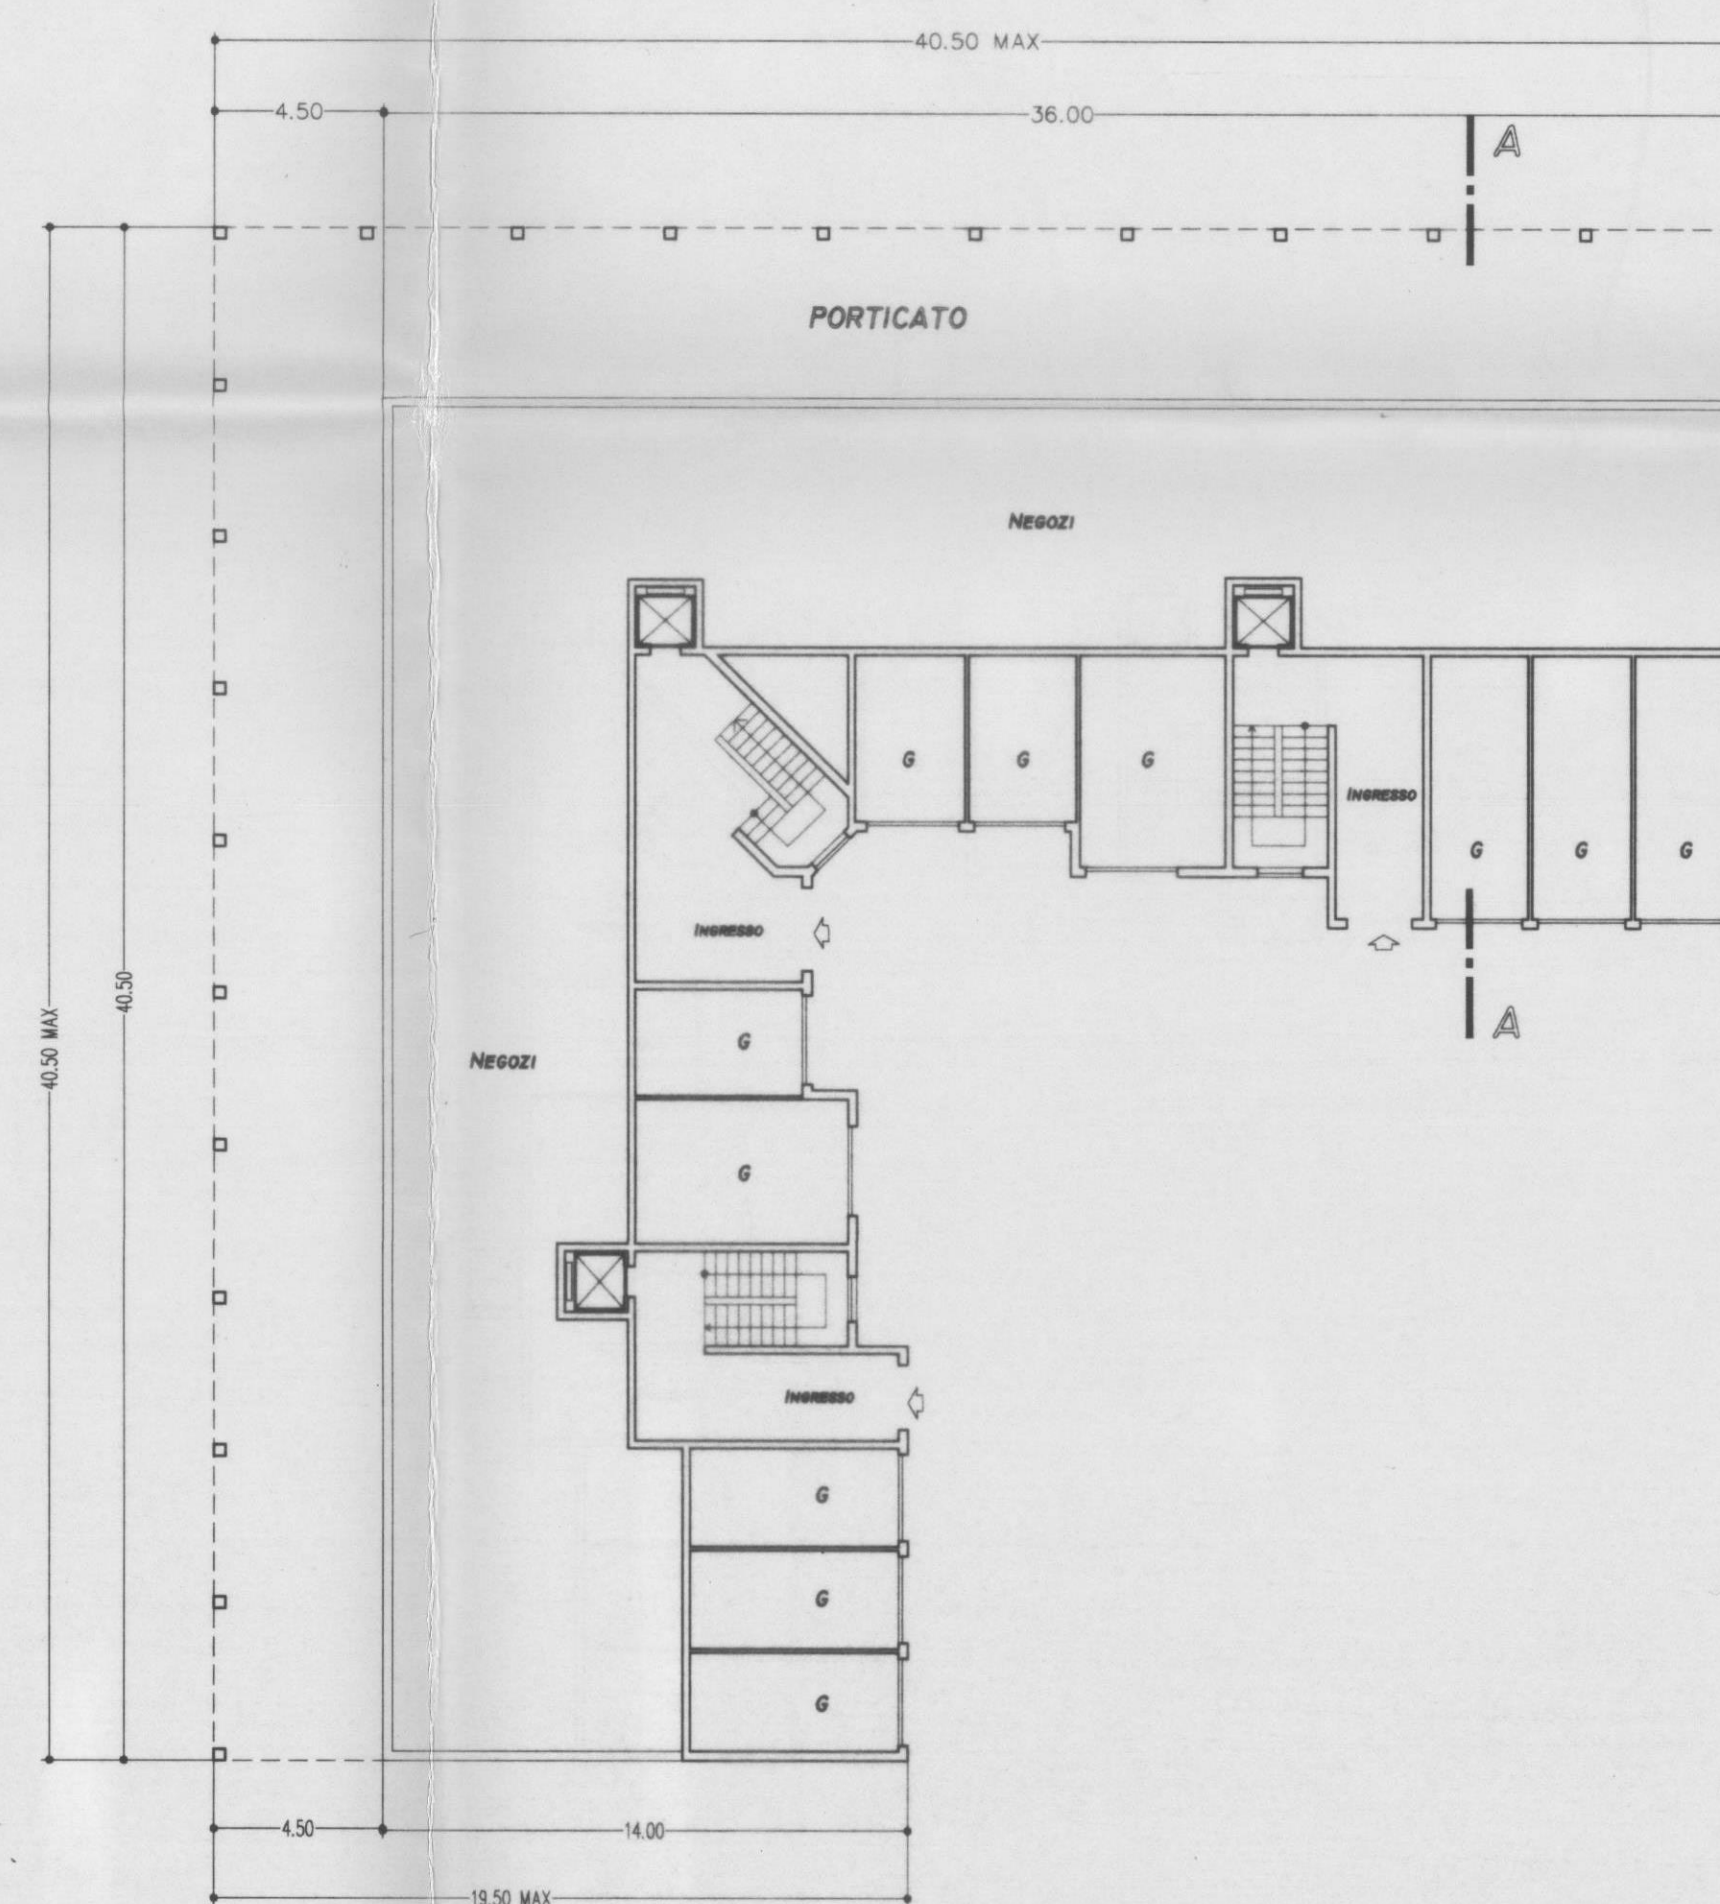 40.50 MAX
4.50
36.00
A
PORTICATO
NEGOZI
G
G
G
INGRESSO
G
G
G
INGRESSO
40.50
40.50 MAX
A
G
NEGOZI
G
INGRESSO
G
G
G
4.50
14.00
19.50 MAX